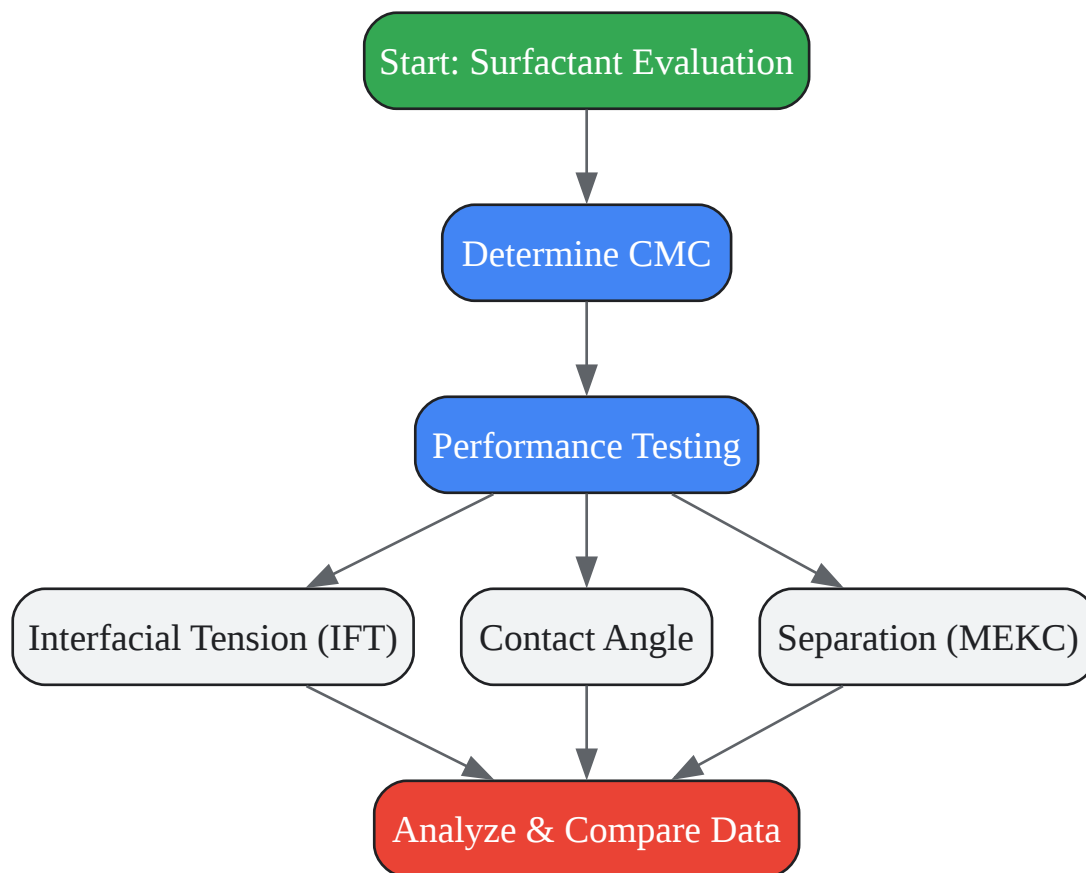 Start: Surfactant Evaluation
Determine CMC
Performance Testing
Interfacial Tension (IFT)
Contact Angle
Separation (MEKC)
Analyze & Compare Data